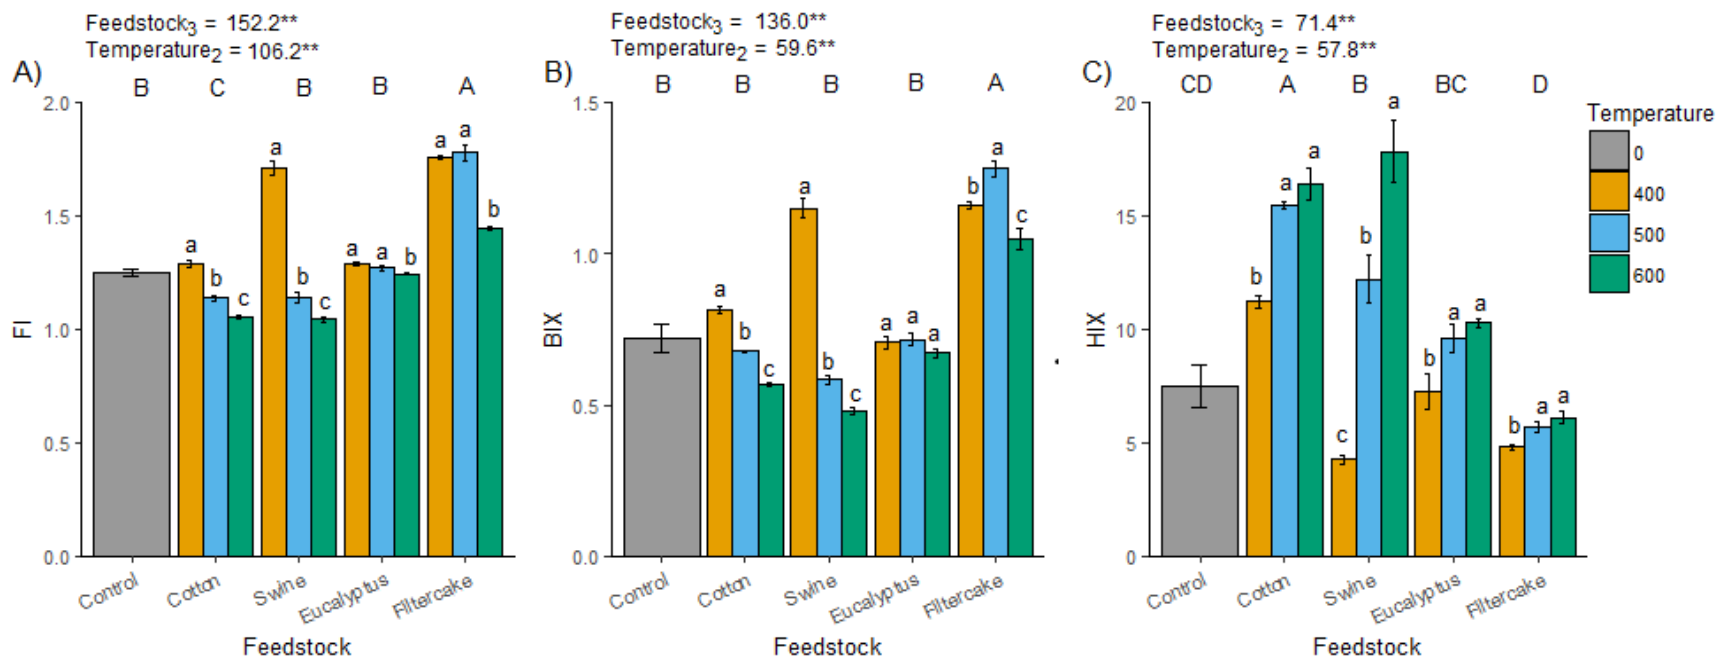 Feedstock₃ = 152.2**
Temperature₂ = 106.2**
A)
B C B B A
2.0
1.5
1.0
0.5
0.0
FI
a b c
a b c
a a b
a a b
Control Cotton Swine Eucalyptus Filtercake
Feedstock
Feedstock₃ = 136.0**
Temperature₂ = 59.6**
B)
B B B B A
1.5
1.0
0.5
0.0
BIX
a b c
a b c
a a a
b a c
Control Cotton Swine Eucalyptus Filtercake
Feedstock
Feedstock₃ = 71.4**
Temperature₂ = 57.8**
C)
CD A B BC D
20
15
10
5
0
HIX
b a a
c b a
b a a
b a a
Control Cotton Swine Eucalyptus Filtercake
Feedstock
Temperature
0
400
500
600